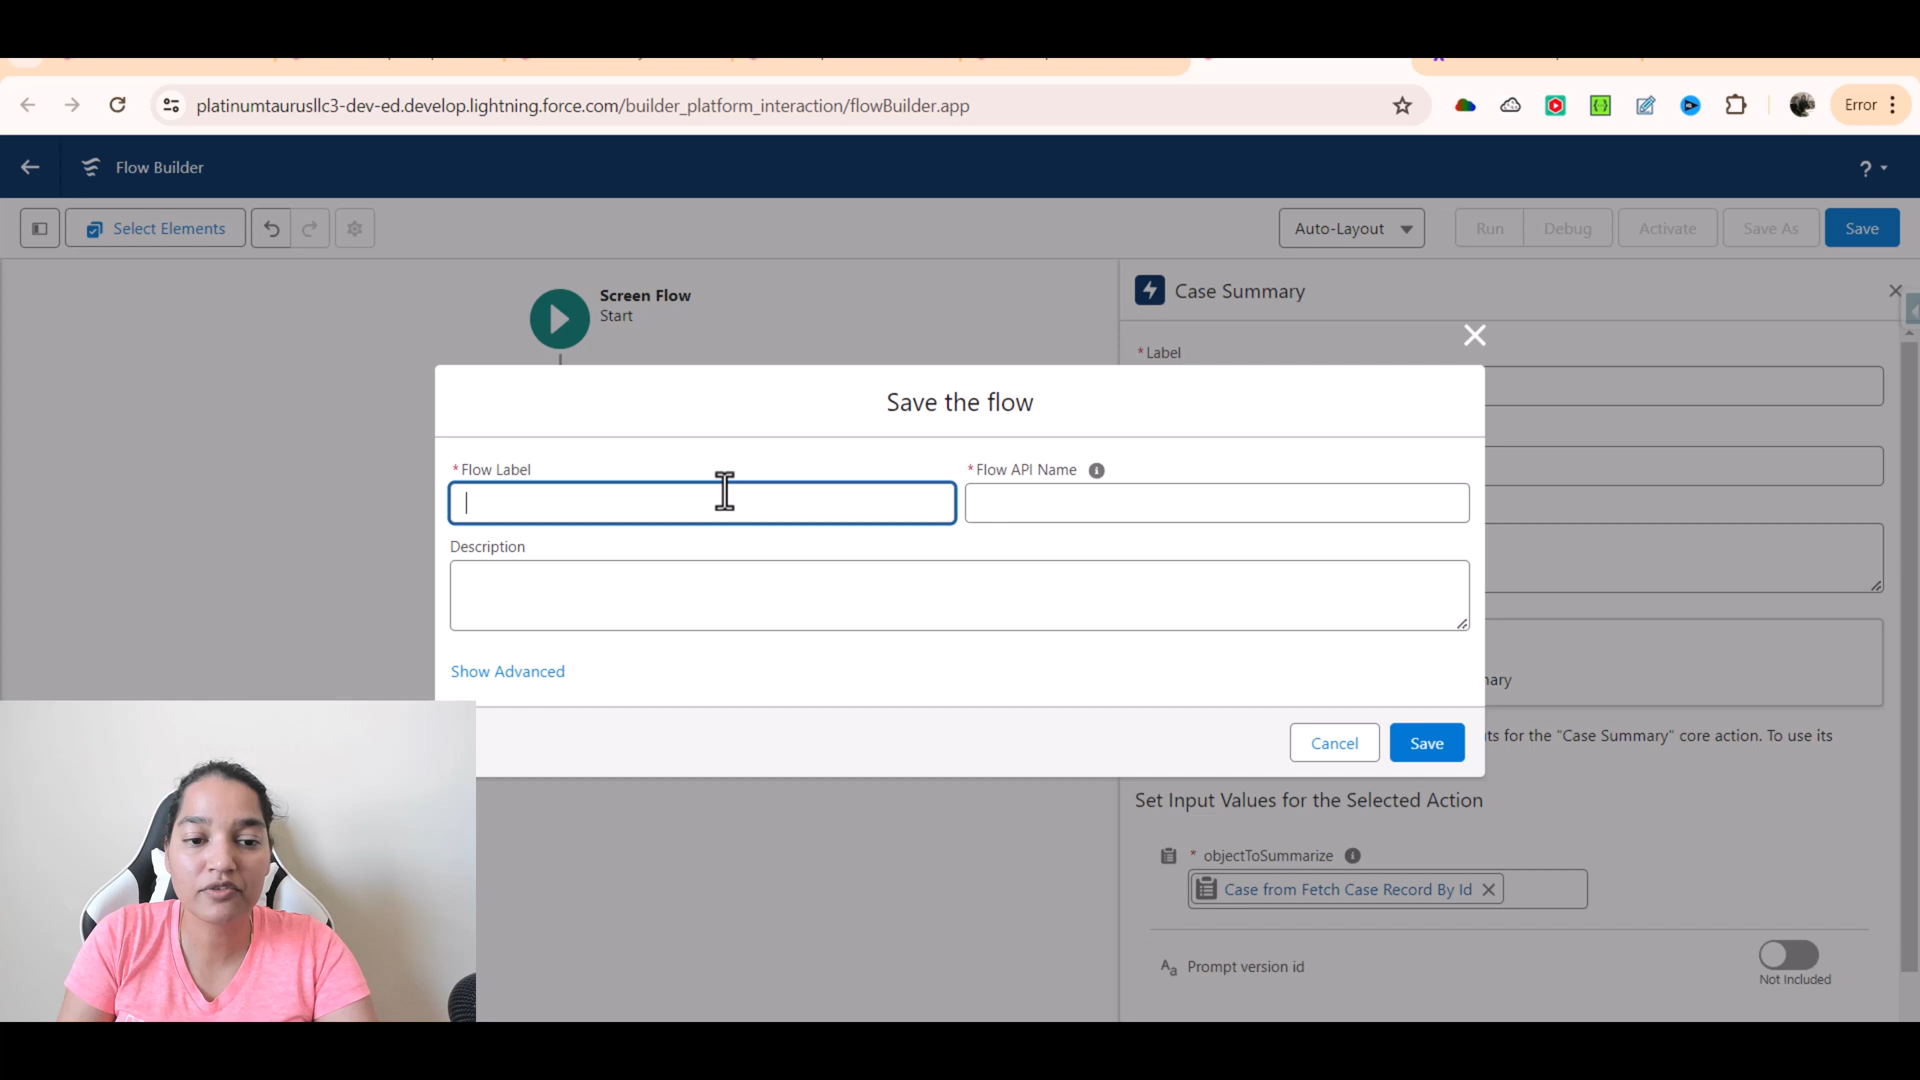 platinumtaurusllc3-dev-ed.develop.lightning.force.com/builder_platform_interaction/flowBuilder.app
Error
Flow Builder
?
Select Elements
Auto-Layout
Run
Debug
Activate
Save As
Save
Screen Flow
Start
Case Summary
* Label
Save the flow
* Flow Label
* Flow API Name
Description
Show Advanced
Cancel
Save
ts for the "Case Summary" core action. To use its
Set Input Values for the Selected Action
* objectToSummarize
Case from Fetch Case Record By Id
Aa Prompt version id
Not Included